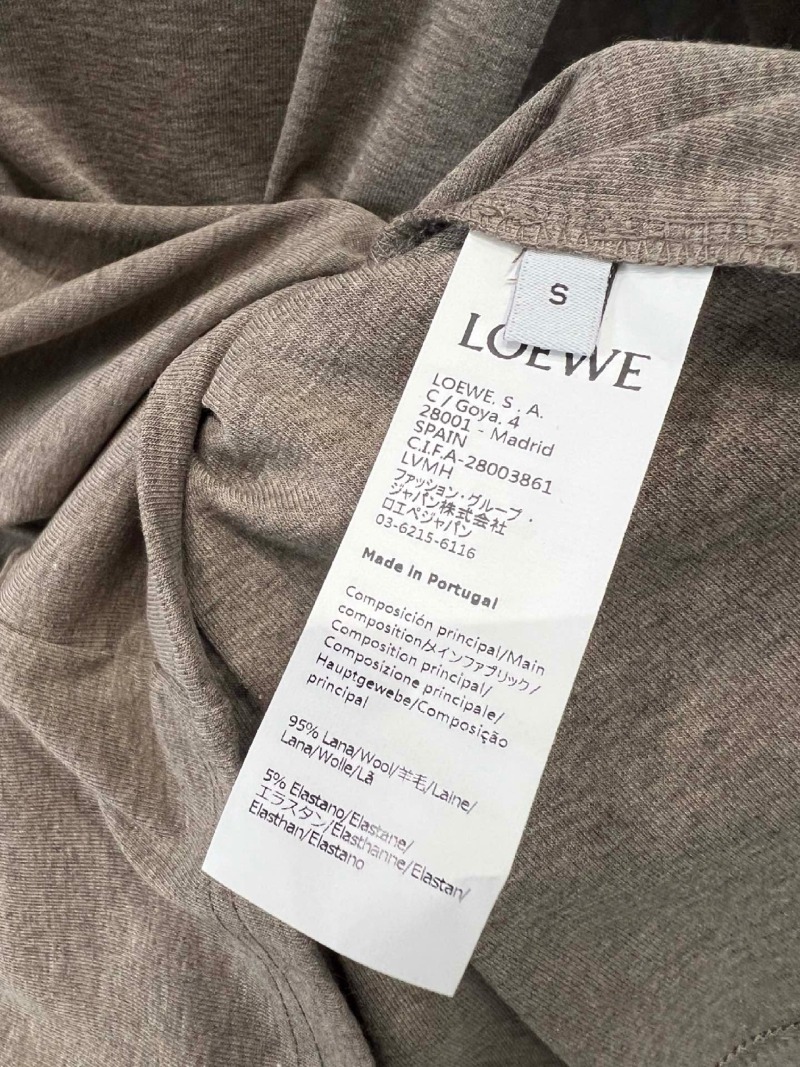 S
LOEWE
LOEWE, S . A.
C / Goya, 4
28001 - Madrid
SPAIN
C.I.F.A-28003861
LVMH
ファッション・グループ・
ジャパン株式会社
ロエベジャパン
03-6215-6116
Made in Portugal
Composición principal/Main
composition/メインファブリック/
Composition principal/
Composizione principale/
Hauptgewebe/Composição
principal
95% Lana/Wool/羊毛/Laine/
Lana/Wolle/Lã
5% Elastano/Elastane/
エラスタン/Élasthanne/Elastan/
Elasthan/Elastano